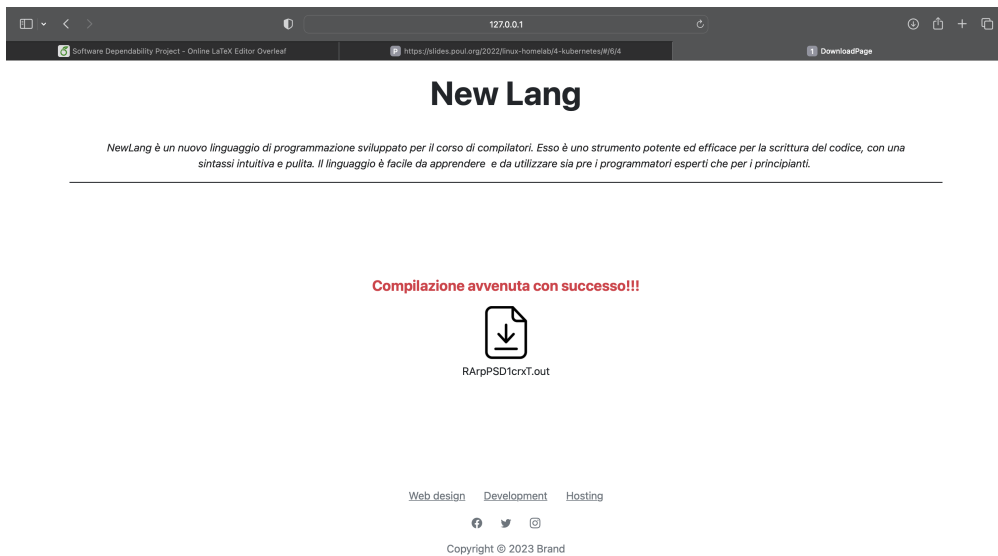 127.0.0.1
Software Dependability Project - Online LaTeX Editor Overleaf
P https://slides.poul.org/2022/linux-homelab/4-kubernetes/#/6/4
1 DownloadPage
New Lang
NewLang è un nuovo linguaggio di programmazione sviluppato per il corso di compilatori. Esso è uno strumento potente ed efficace per la scrittura del codice, con una
sintassi intuitiva e pulita. Il linguaggio è facile da apprendere e da utilizzare sia pre i programmatori esperti che per i principianti.
Compilazione avvenuta con successo!!!
RArpPSD1crxT.out
Web design Development Hosting
Copyright © 2023 Brand